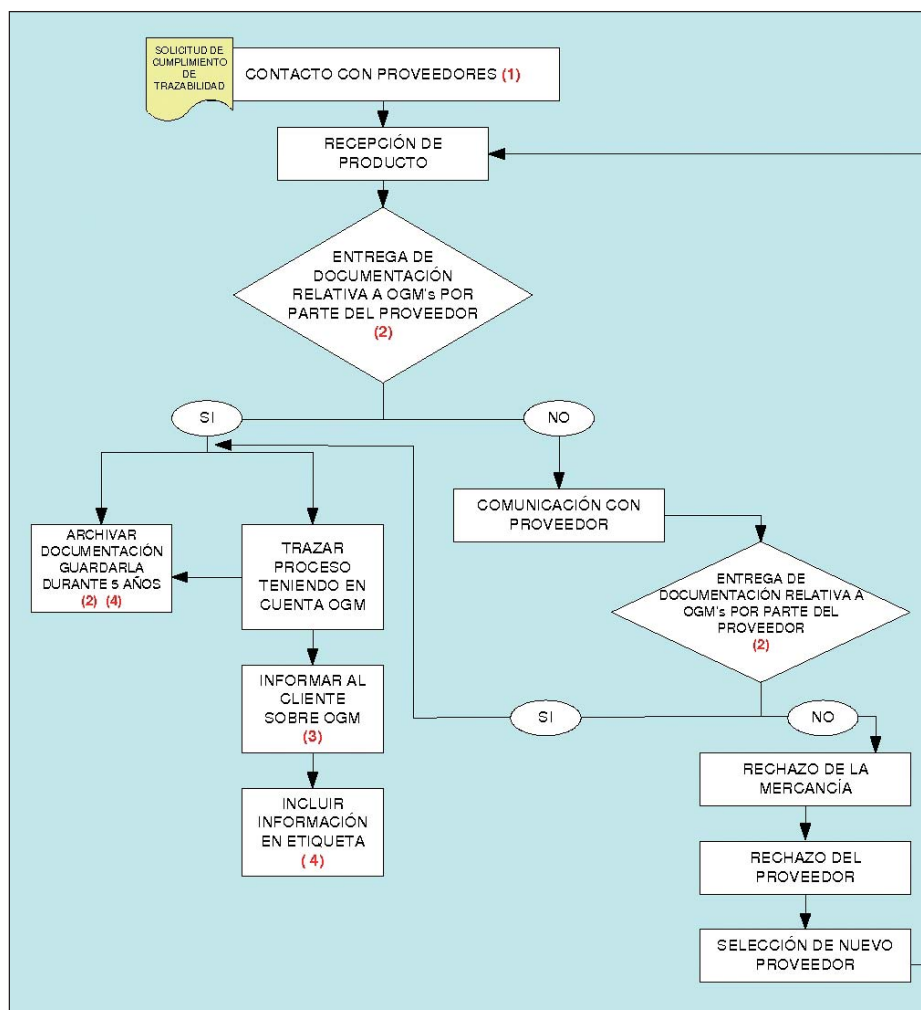 SOLICITUD DE
CUMPLIMIENTO
DE
TRAZABILIDAD
CONTACTO CON PROVEEDORES (1)
RECEPCIÓN DE
PRODUCTO
ENTREGA DE
DOCUMENTACIÓN
RELATIVA A OGM's POR
PARTE DEL PROVEEDOR
(2)
SI
NO
COMUNICACIÓN CON
PROVEEDOR
ARCHIVAR
DOCUMENTACIÓN
GUARDARLA
DURANTE 5 AÑOS
(2) (4)
TRAZAR
PROCESO
TENIENDO EN
CUENTA OGM
ENTREGA DE
DOCUMENTACIÓN RELATIVA A
OGM's POR PARTE DEL
PROVEEDOR
(2)
INFORMAR AL
CLIENTE
SOBRE OGM
(3)
SI
NO
INCLUIR
INFORMACIÓN
EN ETIQUETA
( 4)
RECHAZO DE LA
MERCANCÍA
RECHAZO DEL
PROVEEDOR
SELECCIÓN DE NUEVO
PROVEEDOR